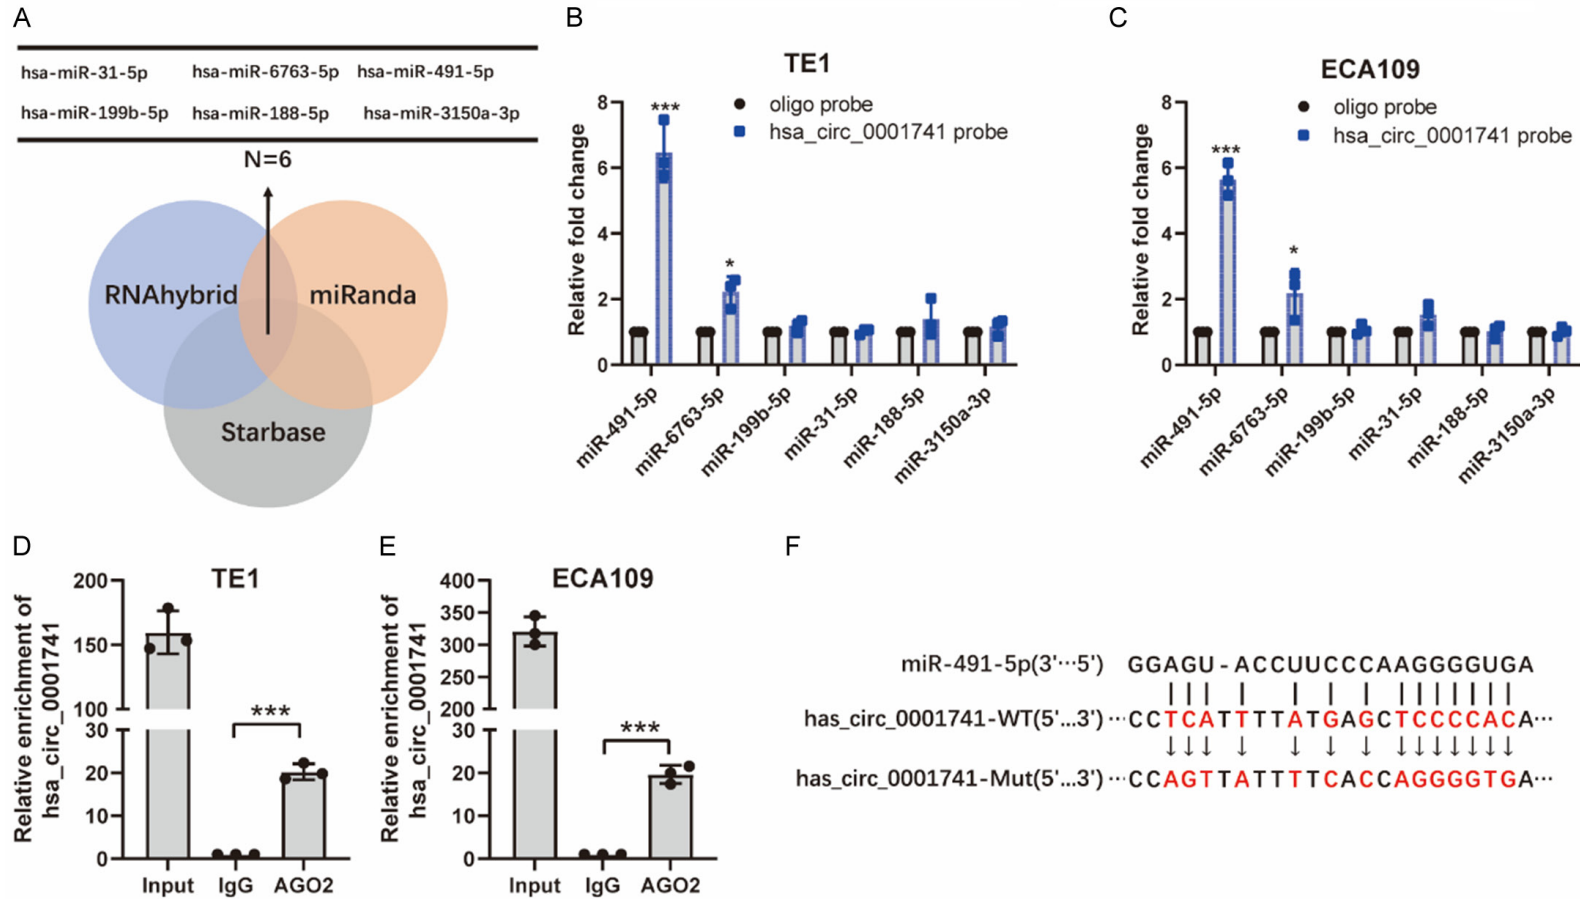 A
hsa-miR-31-5p hsa-miR-6763-5p hsa-miR-491-5p
hsa-miR-199b-5p hsa-miR-188-5p hsa-miR-3150a-3p
N=6
RNAhybrid miRanda
Starbase
B
TE1
oligo probe
hsa_circ_0001741 probe
Relative fold change
8
6
4
2
0
***
*
miR-491-5p
miR-6763-5p
miR-199b-5p
miR-31-5p
miR-188-5p
miR-3150a-3p
C
ECA109
oligo probe
hsa_circ_0001741 probe
Relative fold change
8
6
4
2
0
***
*
miR-491-5p
miR-6763-5p
miR-199b-5p
miR-31-5p
miR-188-5p
miR-3150a-3p
D
TE1
Relative enrichment of
hsa_circ_0001741
200
150
100
30
20
10
0
***
Input IgG AGO2
E
ECA109
Relative enrichment of
hsa_circ_0001741
400
350
300
250
200
30
20
10
0
***
Input IgG AGO2
F
miR-491-5p(3'···5') GGAGU-ACCUUCCCAAGGGGUGA
has_circ_0001741-WT(5'...3') ···CCTCATTTTATGAGCTCCCCACA···
has_circ_0001741-Mut(5'...3') ···CCAGTTATTTTCACCAGGGGTGA···